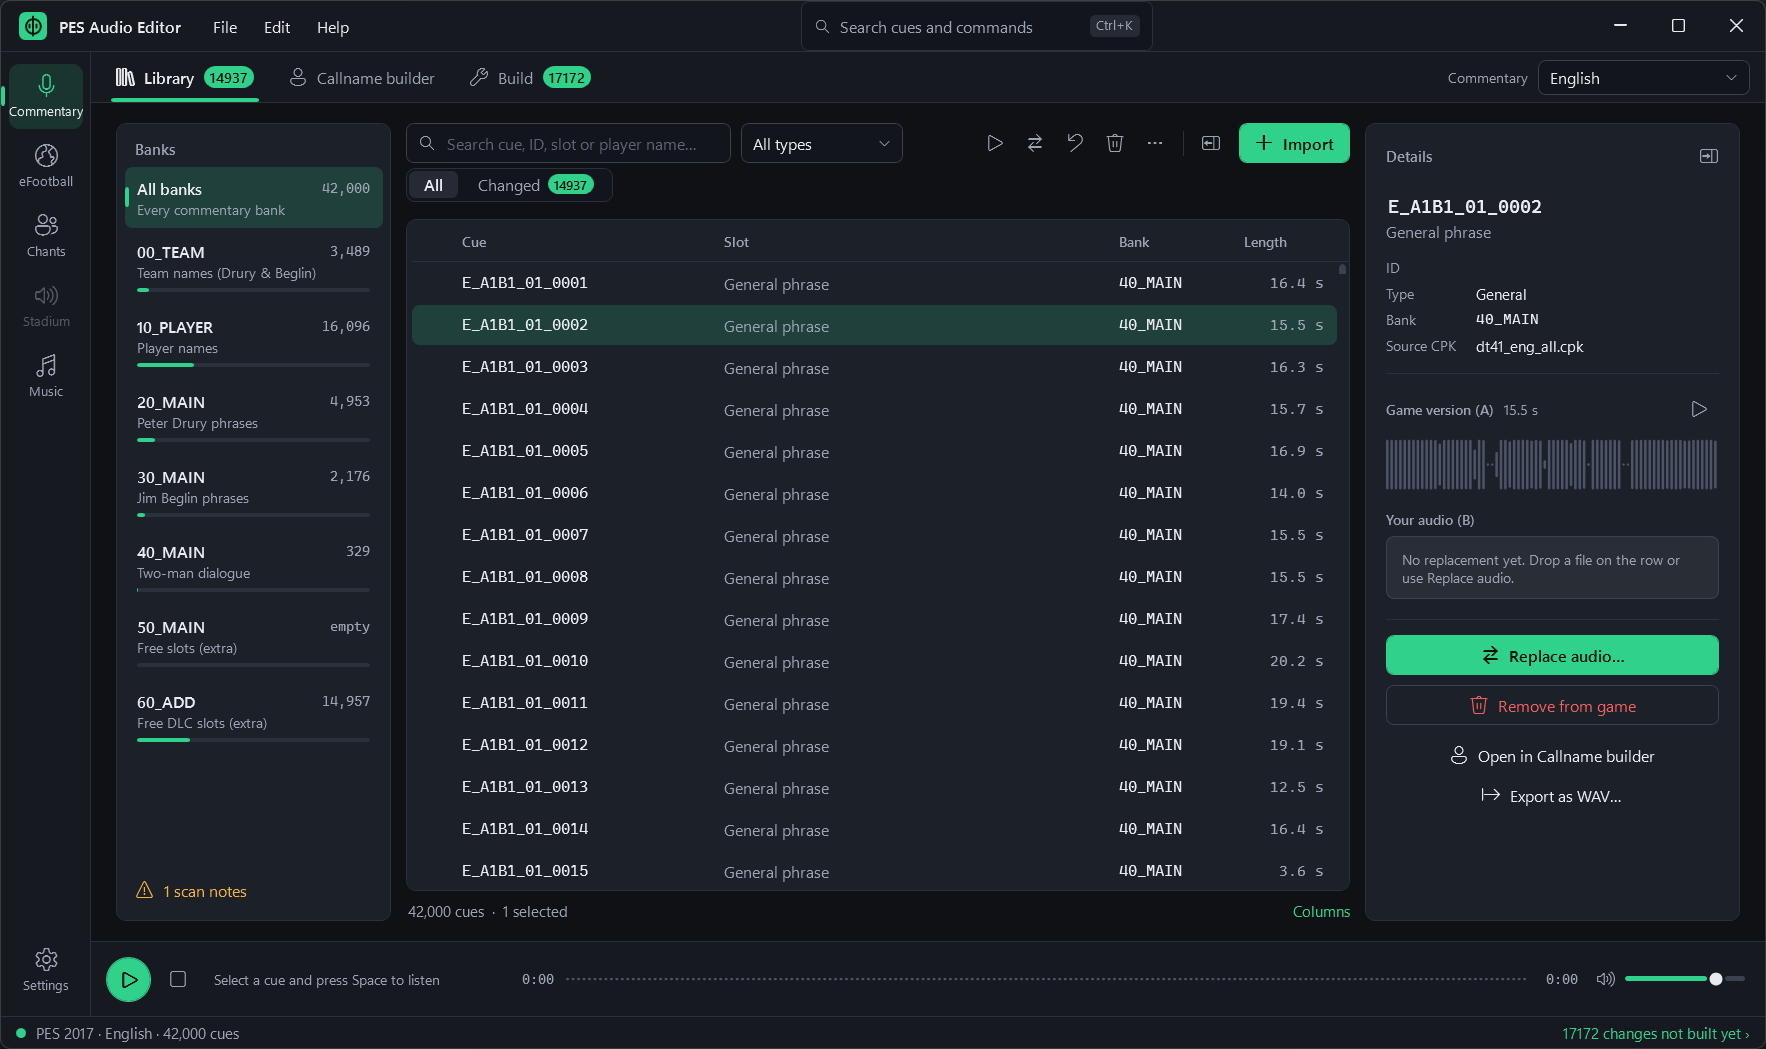 PES Audio Editor
File
Edit
Help
Search cues and commands
Ctrl+K
Library 14937
Callname builder
Build 17172
Commentary
English
Commentary
eFootball
Chants
Stadium
Music
Settings
Banks
All banks 42,000
Every commentary bank
00_TEAM 3,489
Team names (Drury & Beglin)
10_PLAYER 16,096
Player names
20_MAIN 4,953
Peter Drury phrases
30_MAIN 2,176
Jim Beglin phrases
40_MAIN 329
Two-man dialogue
50_MAIN empty
Free slots (extra)
60_ADD 14,957
Free DLC slots (extra)
1 scan notes
Search cue, ID, slot or player name...
All types
Import
All
Changed 14937
Cue Slot Bank Length
E_A1B1_01_0001 General phrase 40_MAIN 16.4 s
E_A1B1_01_0002 General phrase 40_MAIN 15.5 s
E_A1B1_01_0003 General phrase 40_MAIN 16.3 s
E_A1B1_01_0004 General phrase 40_MAIN 15.7 s
E_A1B1_01_0005 General phrase 40_MAIN 16.9 s
E_A1B1_01_0006 General phrase 40_MAIN 14.0 s
E_A1B1_01_0007 General phrase 40_MAIN 15.5 s
E_A1B1_01_0008 General phrase 40_MAIN 15.5 s
E_A1B1_01_0009 General phrase 40_MAIN 17.4 s
E_A1B1_01_0010 General phrase 40_MAIN 20.2 s
E_A1B1_01_0011 General phrase 40_MAIN 19.4 s
E_A1B1_01_0012 General phrase 40_MAIN 19.1 s
E_A1B1_01_0013 General phrase 40_MAIN 12.5 s
E_A1B1_01_0014 General phrase 40_MAIN 16.4 s
E_A1B1_01_0015 General phrase 40_MAIN 3.6 s
42,000 cues · 1 selected
Columns
Details
E_A1B1_01_0002
General phrase
ID
Type General
Bank 40_MAIN
Source CPK dt41_eng_all.cpk
Game version (A) 15.5 s
Your audio (B)
No replacement yet. Drop a file on the row or
use Replace audio.
Replace audio...
Remove from game
Open in Callname builder
Export as WAV...
Select a cue and press Space to listen
0:00
0:00
PES 2017 · English · 42,000 cues
17172 changes not built yet ›